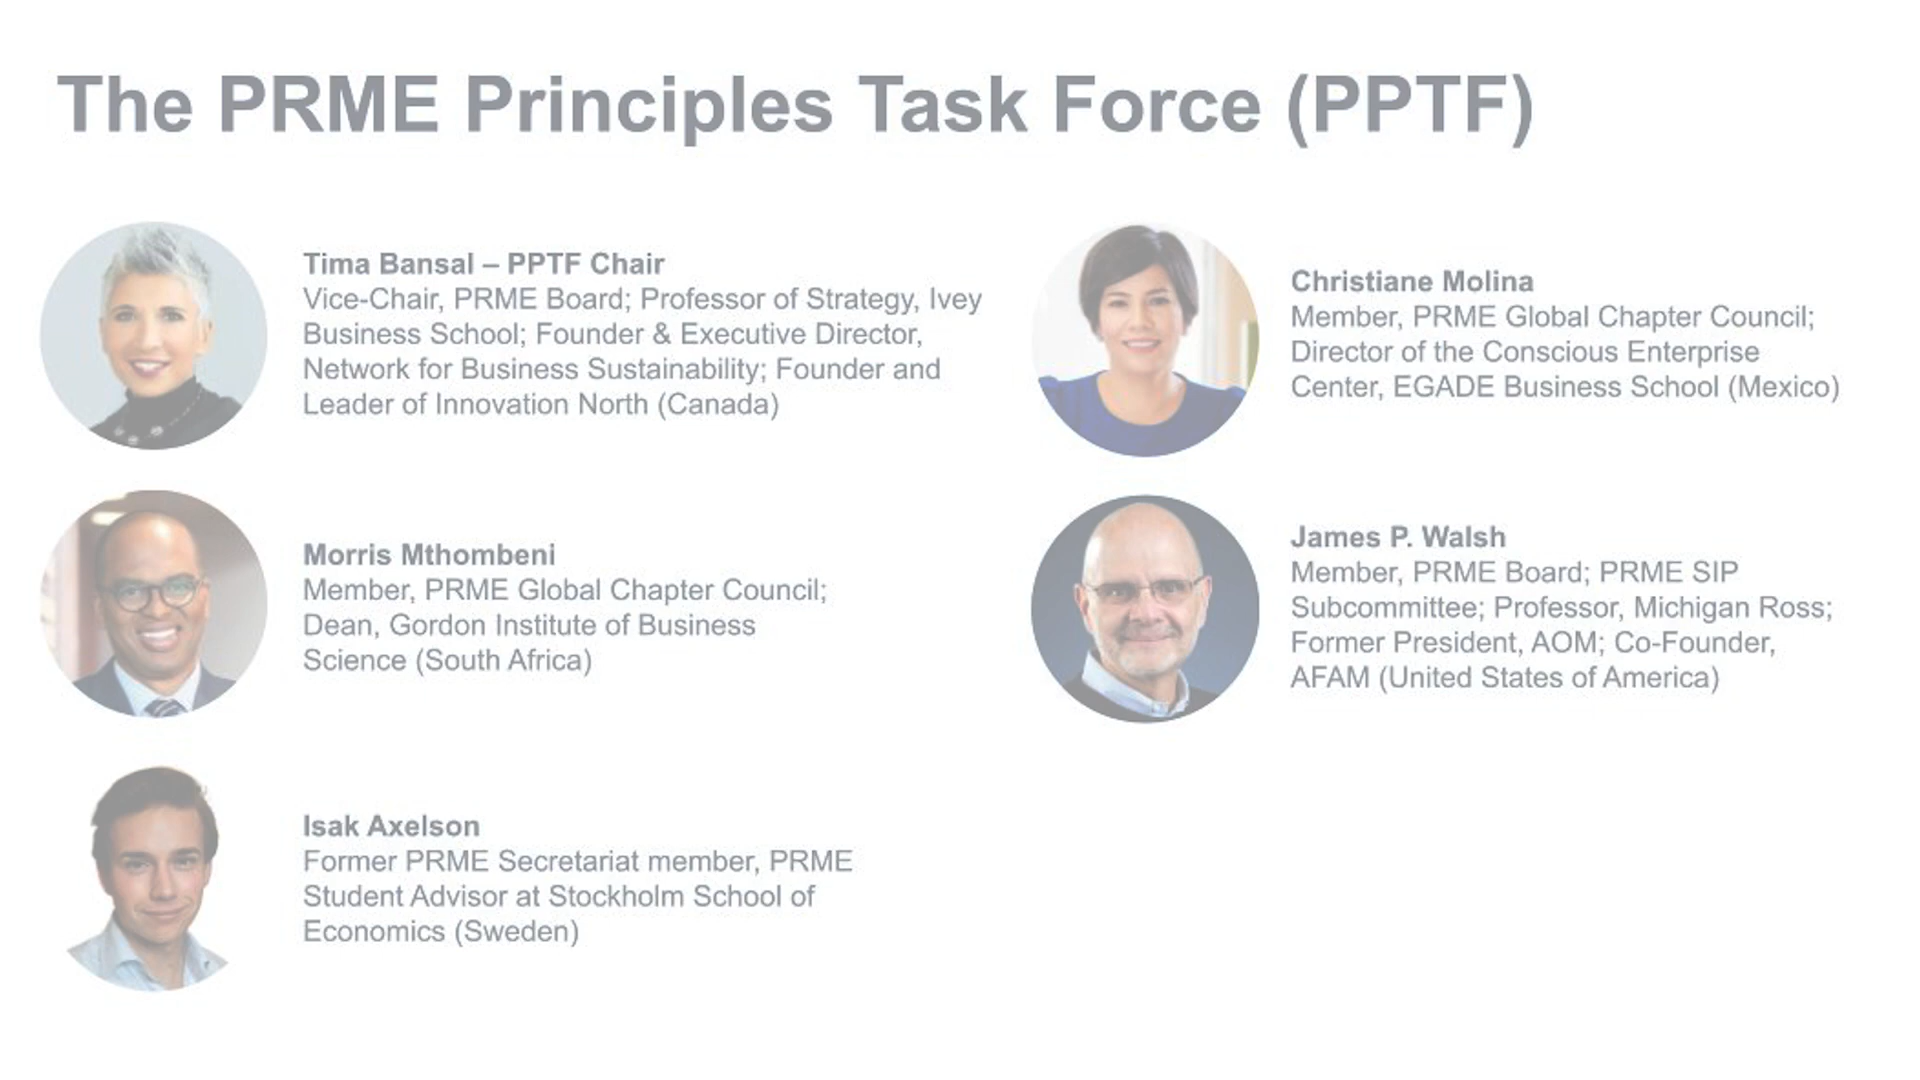 The PRME Principles Task Force (PPTF)
Tima Bansal – PPTF Chair
Vice-Chair, PRME Board; Professor of Strategy, Ivey
Business School; Founder & Executive Director,
Network for Business Sustainability; Founder and
Leader of Innovation North (Canada)
Christiane Molina
Member, PRME Global Chapter Council;
Director of the Conscious Enterprise
Center, EGADE Business School (Mexico)
Morris Mthombeni
Member, PRME Global Chapter Council;
Dean, Gordon Institute of Business
Science (South Africa)
James P. Walsh
Member, PRME Board; PRME SIP
Subcommittee; Professor, Michigan Ross;
Former President, AOM; Co-Founder,
AFAM (United States of America)
Isak Axelson
Former PRME Secretariat member, PRME
Student Advisor at Stockholm School of
Economics (Sweden)